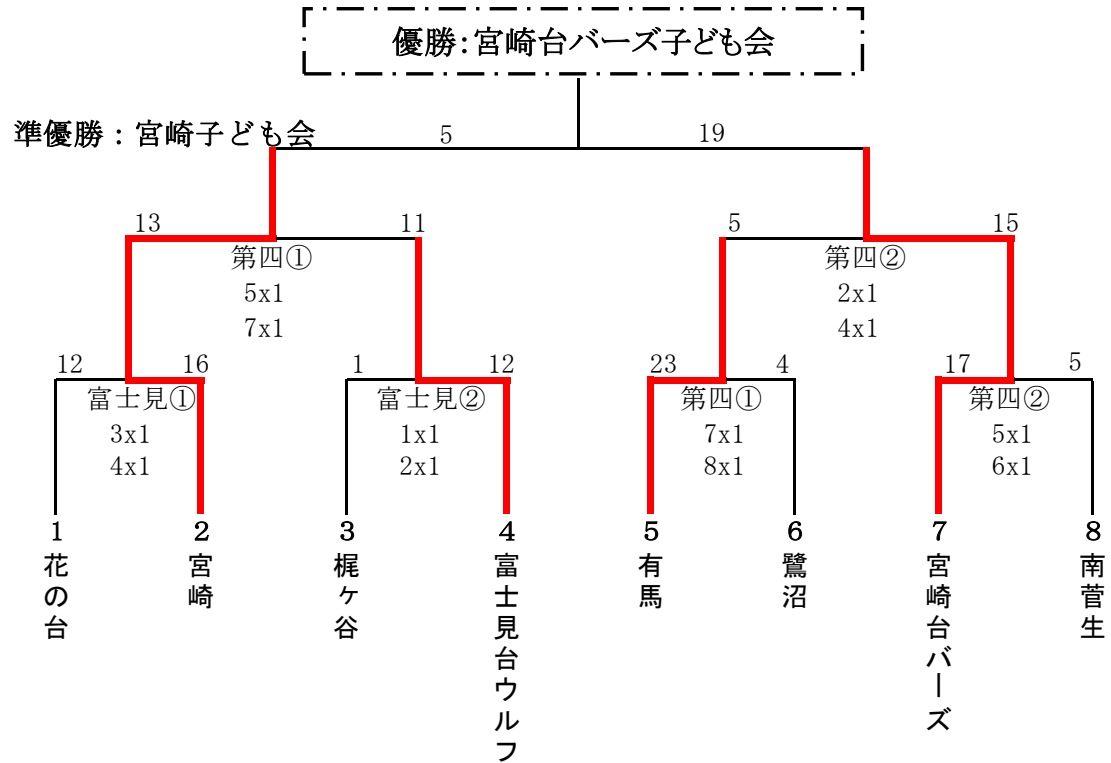 優勝：宮崎台バーズ子ども会
準優勝：宮崎子ども会
5 19
13 11 5 15
第四① 第四②
5x1 2x1
7x1 4x1
12 16 1 12 23 4 17 5
富士見① 富士見② 第四① 第四②
3x1 1x1 7x1 5x1
4x1 2x1 8x1 6x1
1 2 3 4 5 6 7 8
花の台
宮崎
梶ヶ谷
富士見台ウルフ
有馬
鷺沼
宮崎台バーズ
南菅生